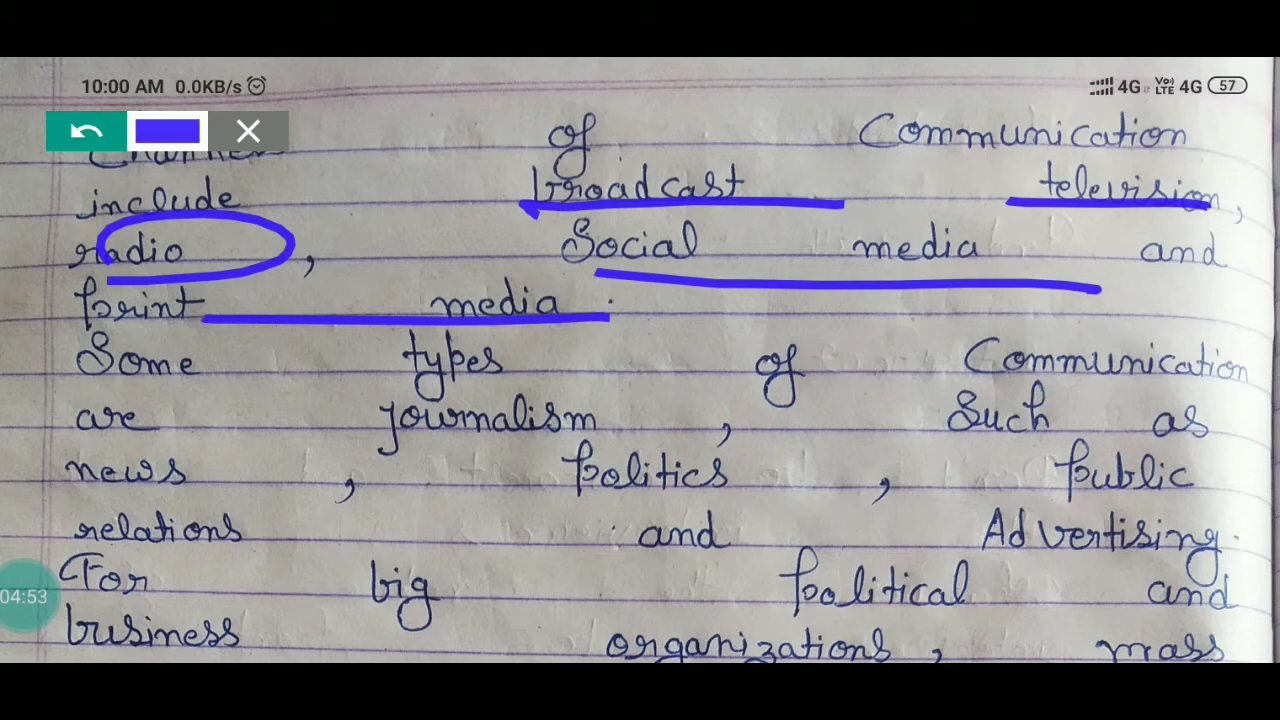 10:00 AM 0.0KB/s 4G VoLTE 4G 57
of Communication
include broadcast television,
radio, Social media and
print media.
Some types of Communication
are journalism, Such as
news, politics, public
relations and Advertising.
For big political and
04:53
business organizations, mass